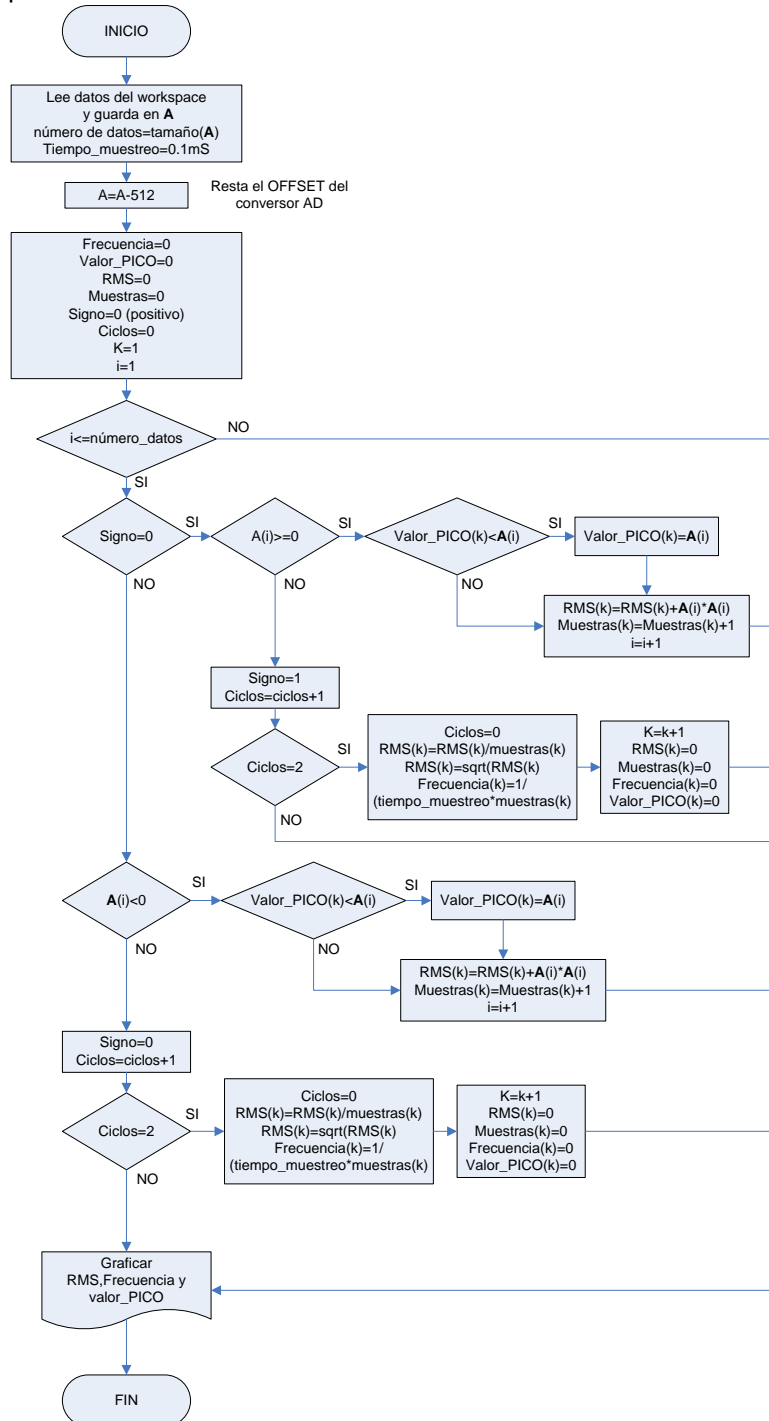 INICIO
Lee datos del workspace
y guarda en A
número de datos=tamaño(A)
Tiempo_muestreo=0.1mS
A=A-512
Resta el OFFSET del
conversor AD
Frecuencia=0
Valor_PICO=0
RMS=0
Muestras=0
Signo=0 (positivo)
Ciclos=0
K=1
i=1
i<=número_datos
NO
SI
Signo=0
SI
A(i)>=0
SI
Valor_PICO(k)<A(i)
SI
Valor_PICO(k)=A(i)
NO
NO
NO
RMS(k)=RMS(k)+A(i)*A(i)
Muestras(k)=Muestras(k)+1
i=i+1
Signo=1
Ciclos=ciclos+1
Ciclos=2
SI
Ciclos=0
RMS(k)=RMS(k)/muestras(k)
RMS(k)=sqrt(RMS(k)
Frecuencia(k)=1/
(tiempo_muestreo*muestras(k)
K=k+1
RMS(k)=0
Muestras(k)=0
Frecuencia(k)=0
Valor_PICO(k)=0
NO
A(i)<0
SI
Valor_PICO(k)<A(i)
SI
Valor_PICO(k)=A(i)
NO
NO
RMS(k)=RMS(k)+A(i)*A(i)
Muestras(k)=Muestras(k)+1
i=i+1
Signo=0
Ciclos=ciclos+1
Ciclos=2
SI
Ciclos=0
RMS(k)=RMS(k)/muestras(k)
RMS(k)=sqrt(RMS(k)
Frecuencia(k)=1/
(tiempo_muestreo*muestras(k)
K=k+1
RMS(k)=0
Muestras(k)=0
Frecuencia(k)=0
Valor_PICO(k)=0
NO
Graficar
RMS,Frecuencia y
valor_PICO
FIN